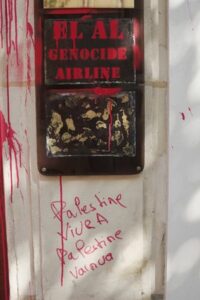 EL AL
GENOCIDE
AIRLINE
Palestine
VIVRA
Palestine
Vaincra